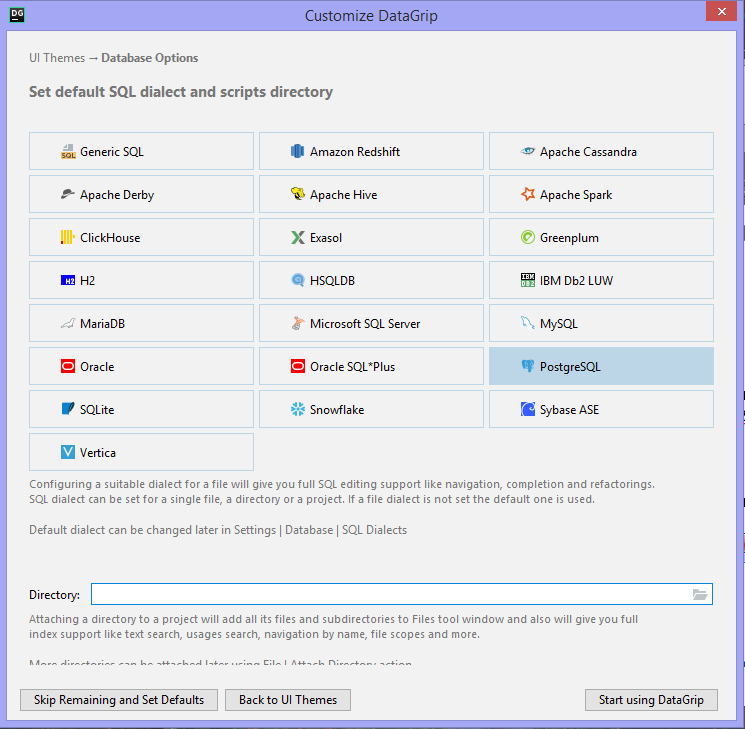 DG
Customize DataGrip
UI Themes → Database Options
Set default SQL dialect and scripts directory
Generic SQL
Amazon Redshift
Apache Cassandra
Apache Derby
Apache Hive
Apache Spark
ClickHouse
Exasol
Greenplum
H2
HSQLDB
IBM Db2 LUW
MariaDB
Microsoft SQL Server
MySQL
Oracle
Oracle SQL*Plus
PostgreSQL
SQLite
Snowflake
Sybase ASE
Vertica
Configuring a suitable dialect for a file will give you full SQL editing support like navigation, completion and refactorings.
SQL dialect can be set for a single file, a directory or a project. If a file dialect is not set the default one is used.
Default dialect can be changed later in Settings | Database | SQL Dialects
Directory:
Attaching a directory to a project will add all its files and subdirectories to Files tool window and also will give you full
index support like text search, usages search, navigation by name, file scopes and more.
More directories can be attached later using File | Attach Directory action
Skip Remaining and Set Defaults
Back to UI Themes
Start using DataGrip